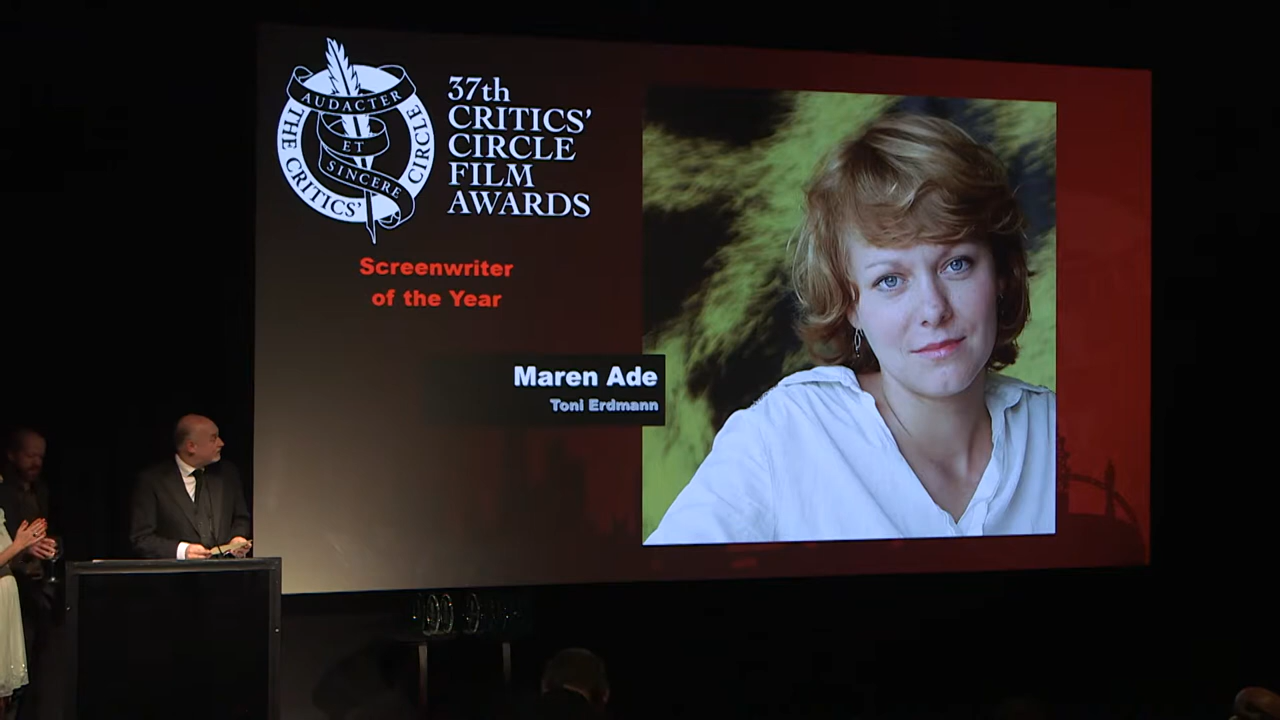 AUDACTER
ET
SINCERE
THE CRITICS' CIRCLE
37th
CRITICS'
CIRCLE
FILM
AWARDS
Screenwriter
of the Year
Maren Ade
Toni Erdmann